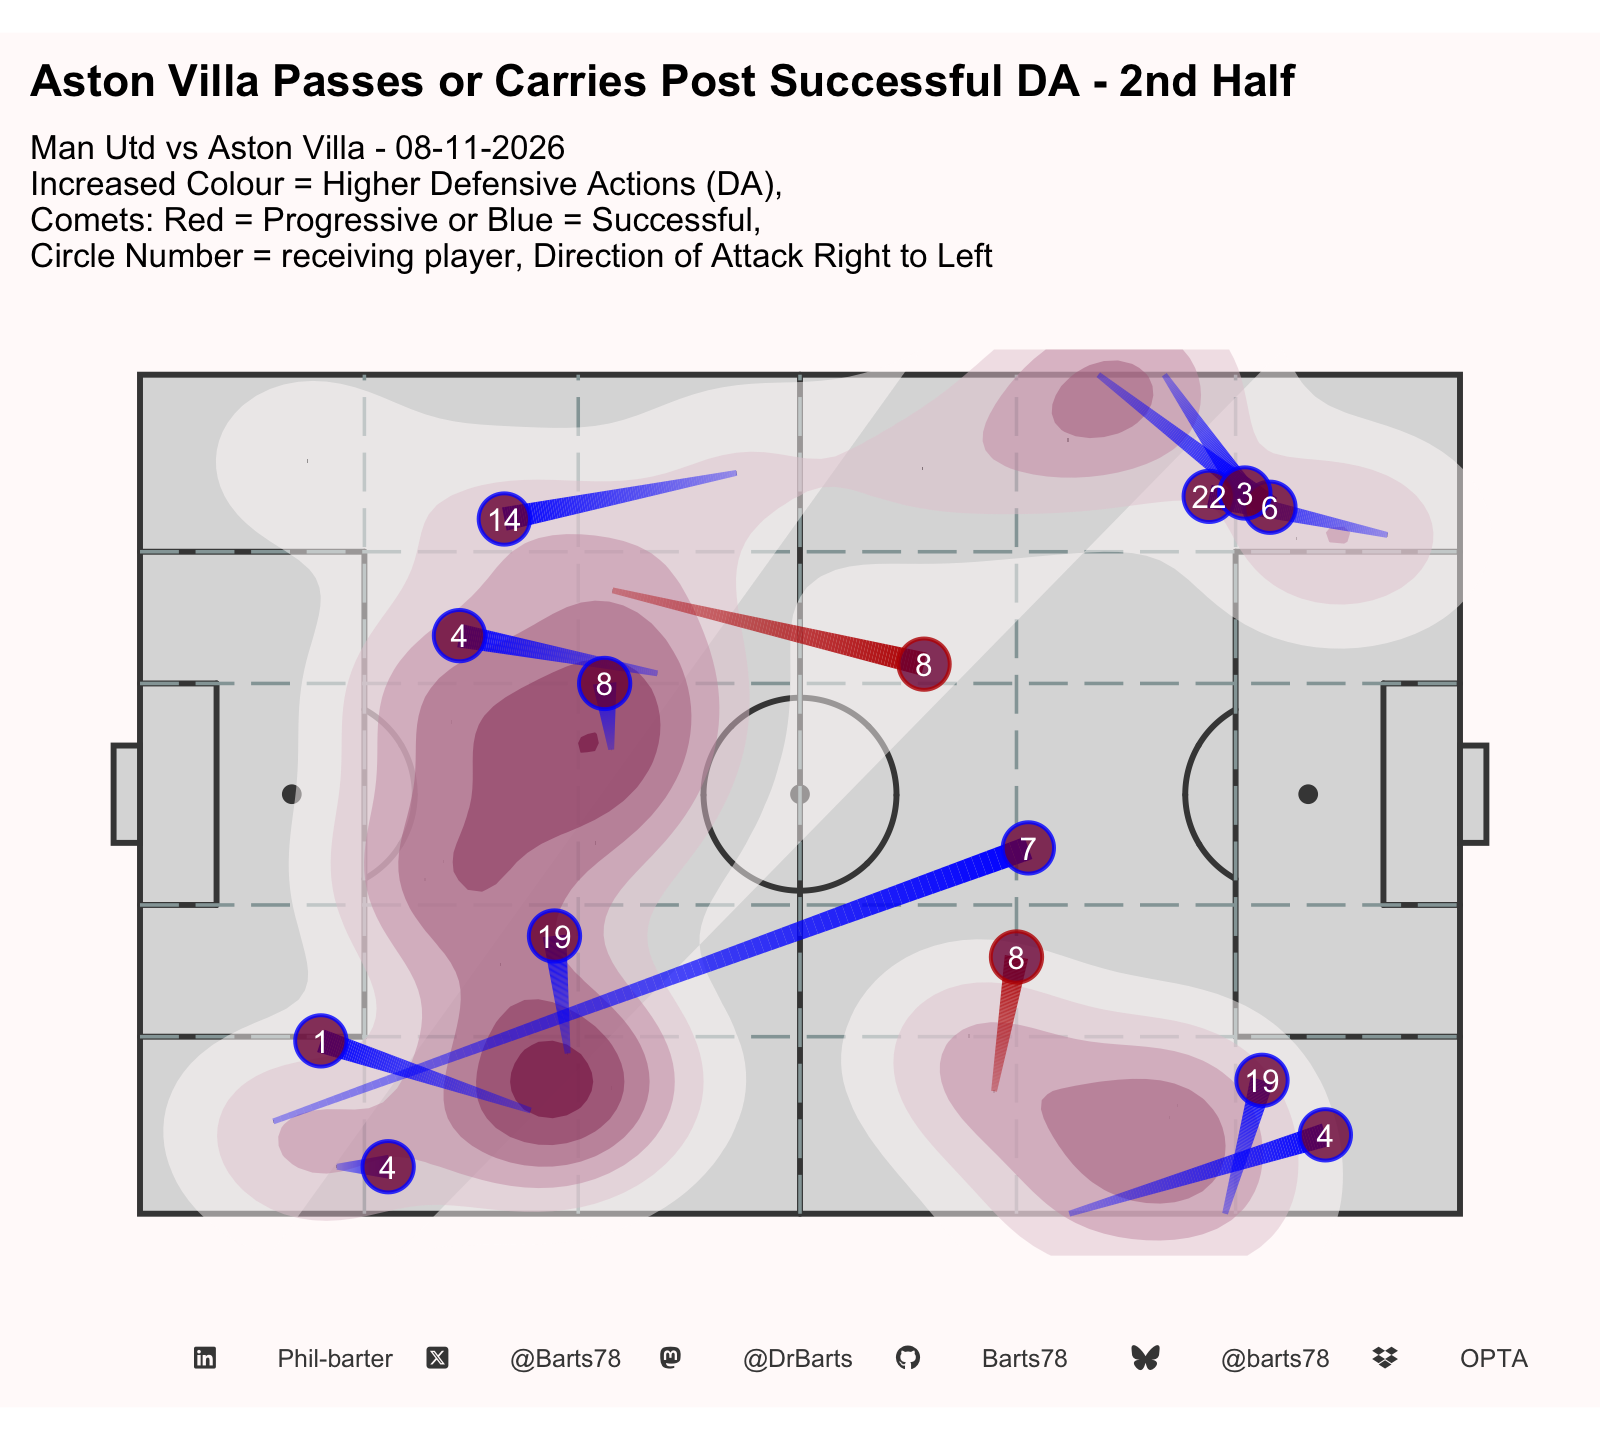 Aston Villa Passes or Carries Post Successful DA - 2nd Half
Man Utd vs Aston Villa - 08-11-2026
Increased Colour = Higher Defensive Actions (DA),
Comets: Red = Progressive or Blue = Successful,
Circle Number = receiving player, Direction of Attack Right to Left
22 3 6
14
4
8
8
7
19
8
1
19
4
4
Phil-barter @Barts78 @DrBarts Barts78 @barts78 OPTA